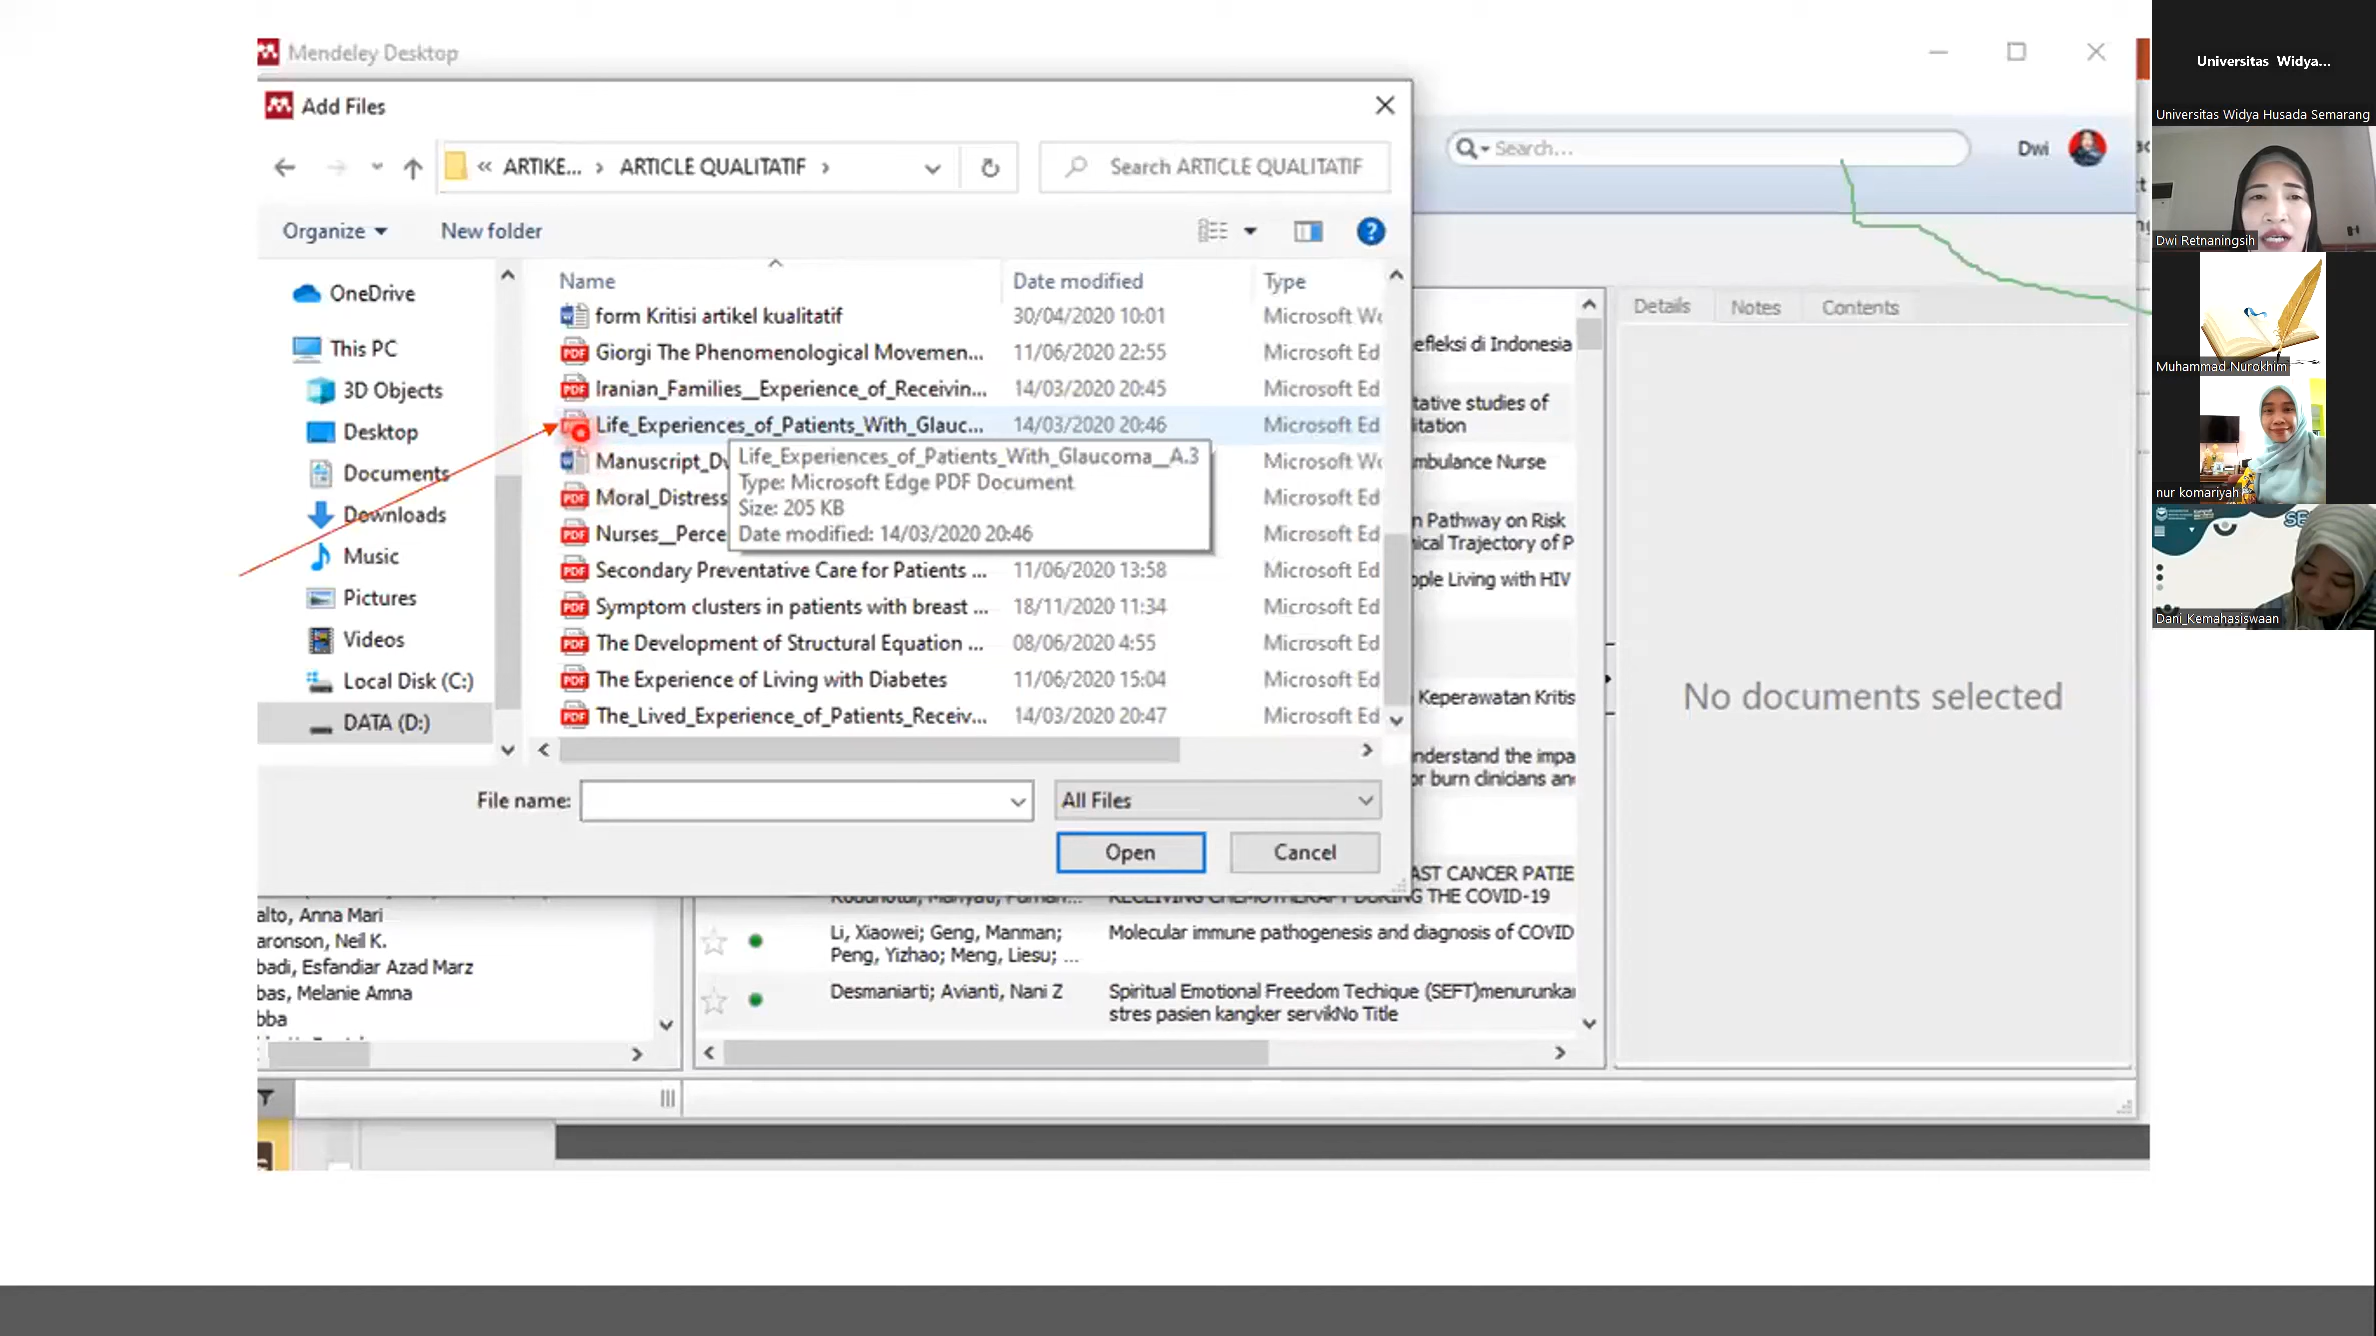 Mendeley Desktop
Add Files
« ARTIKE... › ARTICLE QUALITATIF ›
Search ARTICLE QUALITATIF
Organize
New folder
Name Date modified Type
OneDrive
This PC
3D Objects
Desktop
Documents
Downloads
Music
Pictures
Videos
Local Disk (C:)
DATA (D:)
form Kritisi artikel kualitatif 30/04/2020 10:01 Microsoft Wo
Giorgi The Phenomenological Movemen... 11/06/2020 22:55 Microsoft Ed
Iranian_Families__Experience_of_Receivin... 14/03/2020 20:45 Microsoft Ed
Life_Experiences_of_Patients_With_Glauc... 14/03/2020 20:46 Microsoft Ed
Manuscript_Dv Microsoft Wo
Moral_Distress Microsoft Ed
Nurses__Perce Microsoft Ed
Life_Experiences_of_Patients_With_Glaucoma__A.3
Type: Microsoft Edge PDF Document
Size: 205 KB
Date modified: 14/03/2020 20:46
Secondary Preventative Care for Patients ... 11/06/2020 13:58 Microsoft Ed
Symptom clusters in patients with breast ... 18/11/2020 11:34 Microsoft Ed
The Development of Structural Equation ... 08/06/2020 4:55 Microsoft Ed
The Experience of Living with Diabetes 11/06/2020 15:04 Microsoft Ed
The_Lived_Experience_of_Patients_Receiv... 14/03/2020 20:47 Microsoft Ed
File name:
All Files
Open
Cancel
Search...
Dwi
Details
Notes
Contents
efleksi di Indonesia
tative studies of
itation
mbulance Nurse
n Pathway on Risk
ical Trajectory of P
ople Living with HIV
Keperawatan Kritis
nderstand the impa
or burn clinicians an
AST CANCER PATIE
RECEIVING CHEMOTHERAPY DURING THE COVID-19
Li, Xiaowei; Geng, Manman;
Peng, Yizhao; Meng, Liesu; ...
Molecular immune pathogenesis and diagnosis of COVID
Desmaniarti; Avianti, Nani Z
Spiritual Emotional Freedom Techique (SEFT)menurunka
stres pasien kangker servikNo Title
alto, Anna Mari
aronson, Neil K.
badi, Esfandiar Azad Marz
bas, Melanie Amna
bba
No documents selected
Universitas Widya...
Universitas Widya Husada Semarang
Dwi Retnaningsih
Muhammad Nurokhim
nur komariyah
Dani_Kemahasiswaan